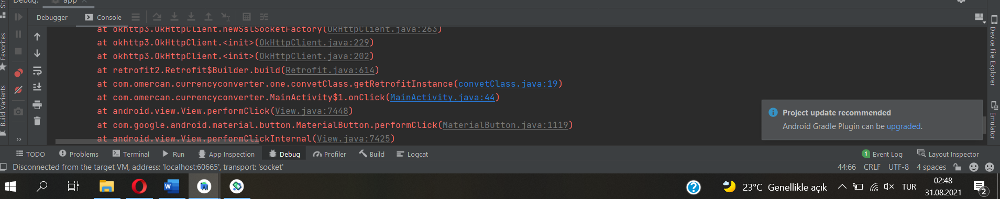 Debug:
app
Debugger
Console
at okhttp3.OkHttpClient.newSslSocketFactory(OkHttpClient.java:263)
at okhttp3.OkHttpClient.<init>(OkHttpClient.java:229)
at okhttp3.OkHttpClient.<init>(OkHttpClient.java:202)
at retrofit2.Retrofit$Builder.build(Retrofit.java:614)
at com.omercan.currencyconverter.one.convetClass.getRetrofitInstance(convetClass.java:19)
at com.omercan.currencyconverter.MainActivity$1.onClick(MainActivity.java:44)
at android.view.View.performClick(View.java:7448)
at com.google.android.material.button.MaterialButton.performClick(MaterialButton.java:1119)
at android.view.View.performClickInternal(View.java:7425)
Favorites
Build Variants
»
Project update recommended
Android Gradle Plugin can be upgraded.
Device File Explorer
Emulator
TODO
Problems
Terminal
Run
App Inspection
Debug
Profiler
Build
Logcat
1 Event Log
Layout Inspector
Disconnected from the target VM, address: 'localhost:60665', transport: 'socket'
44:66 CRLF UTF-8 4 spaces
23°C Genellikle açık
TUR
02:48
31.08.2021
2